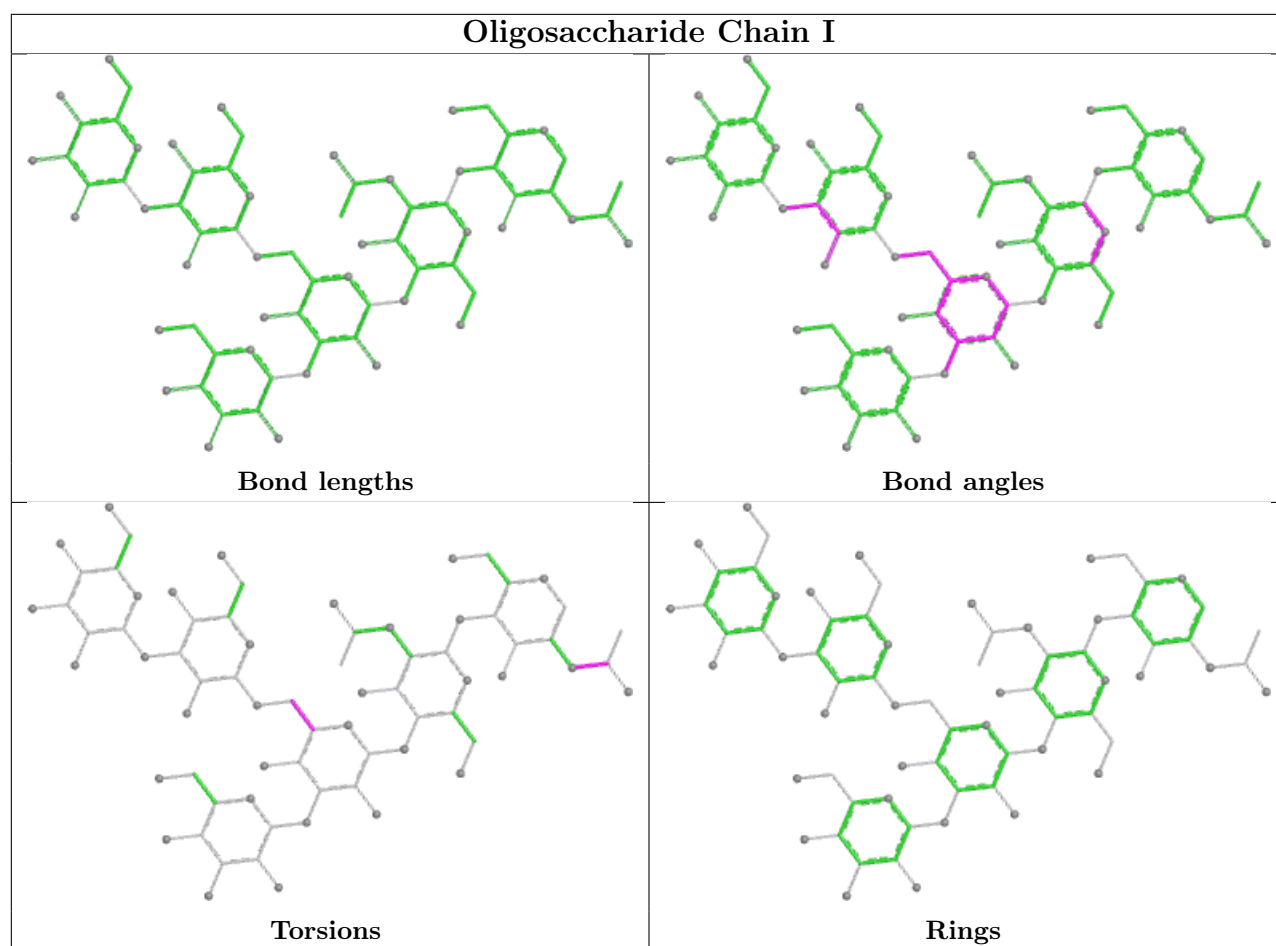 Oligosaccharide Chain I
Bond lengths
Bond angles
Torsions
Rings